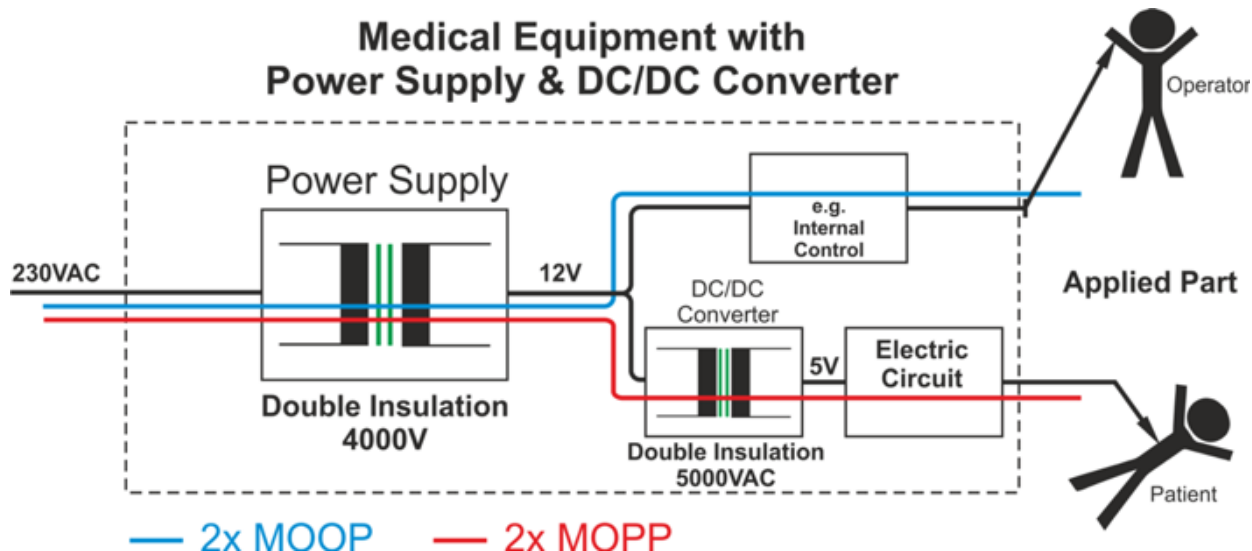 Medical Equipment with
Power Supply & DC/DC Converter
Operator
Power Supply
e.g.
Internal
Control
230VAC
12V
Applied Part
DC/DC
Converter
5V
Electric
Circuit
Double Insulation
4000V
Double Insulation
5000VAC
Patient
2x MOOP
2x MOPP